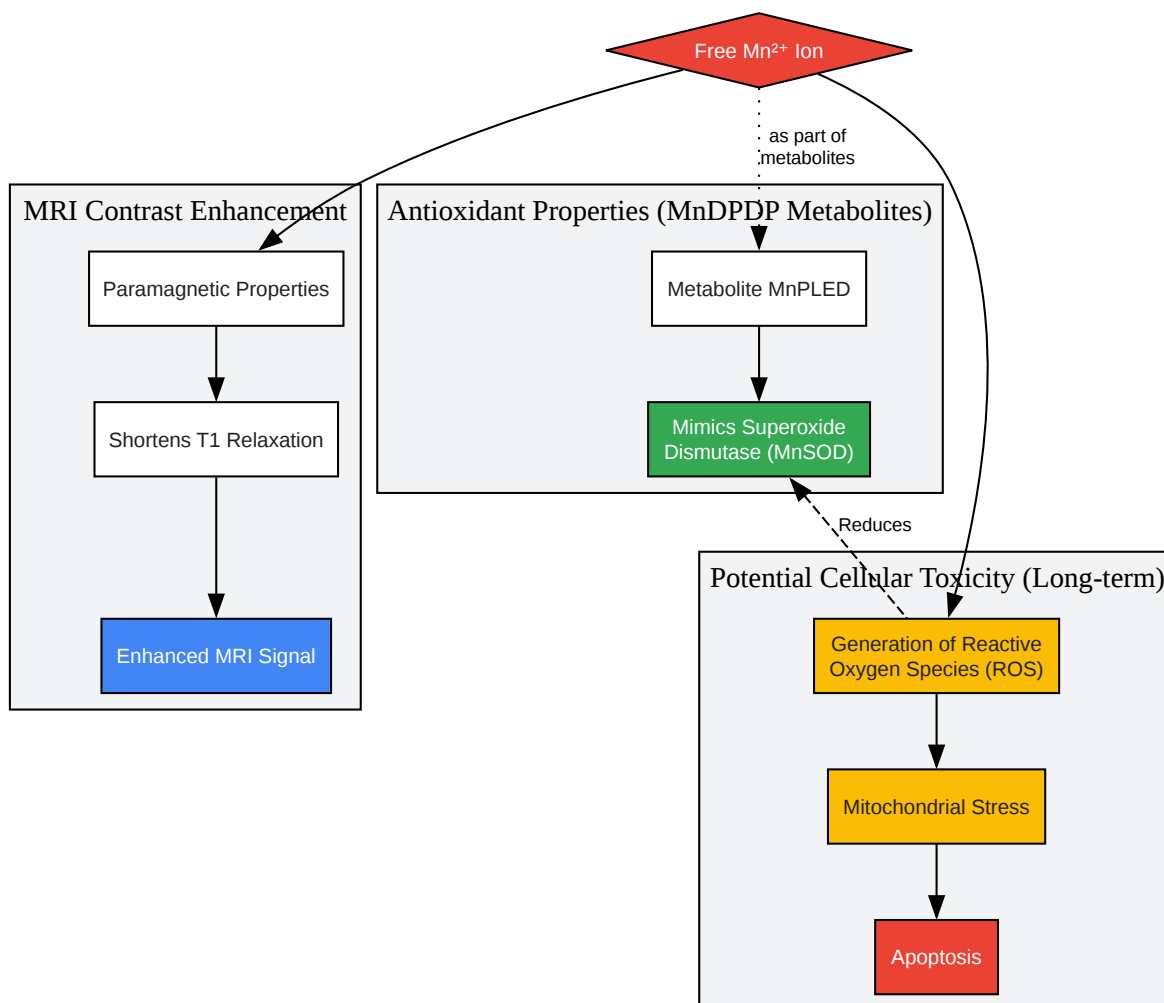 Free Mn²⁺ Ion
as part of
metabolites
MRI Contrast Enhancement
Paramagnetic Properties
Shortens T1 Relaxation
Enhanced MRI Signal
Antioxidant Properties (MnDPDP Metabolites)
Metabolite MnPLED
Mimics Superoxide
Dismutase (MnSOD)
Reduces
Potential Cellular Toxicity (Long-term)
Generation of Reactive
Oxygen Species (ROS)
Mitochondrial Stress
Apoptosis